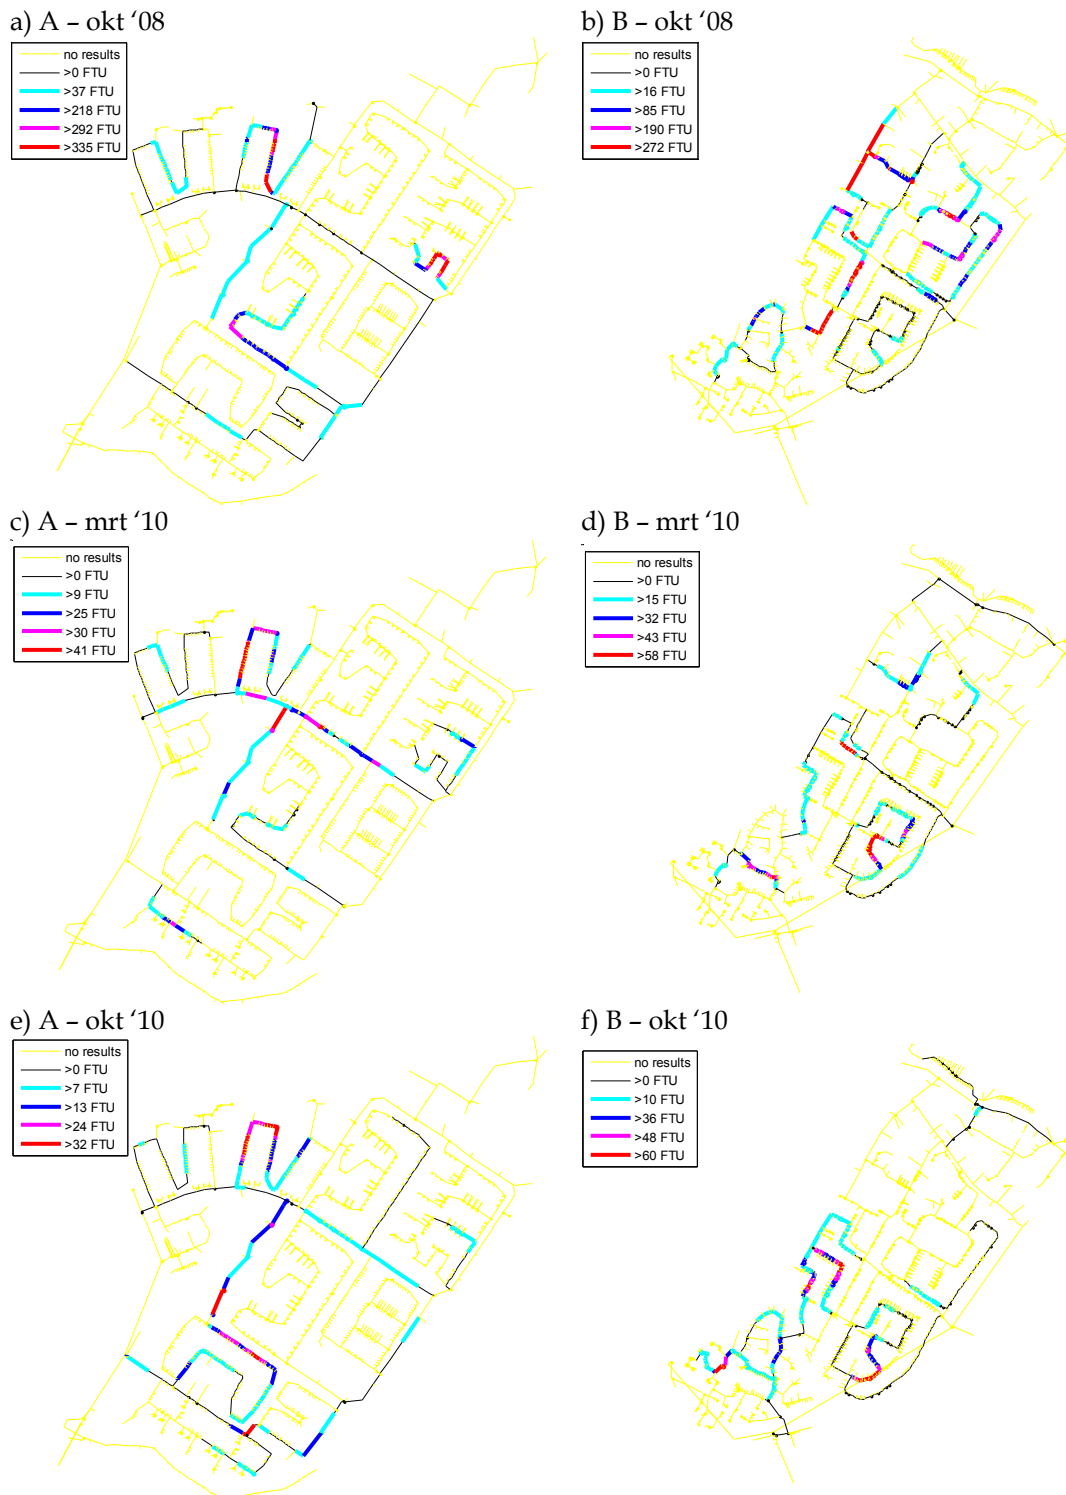 a) A – okt ‘08
no results
>0 FTU
>37 FTU
>218 FTU
>292 FTU
>335 FTU
b) B – okt ‘08
no results
>0 FTU
>16 FTU
>85 FTU
>190 FTU
>272 FTU
c) A – mrt ‘10
no results
>0 FTU
>9 FTU
>25 FTU
>30 FTU
>41 FTU
d) B – mrt ‘10
no results
>0 FTU
>15 FTU
>32 FTU
>43 FTU
>58 FTU
e) A – okt ‘10
no results
>0 FTU
>7 FTU
>13 FTU
>24 FTU
>32 FTU
f) B – okt ‘10
no results
>0 FTU
>10 FTU
>36 FTU
>48 FTU
>60 FTU